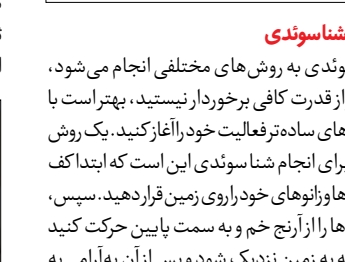 شناسوئدی
وئدی به روش‌های مختلفی انجام می‌شود،
از قدرت کافی برخوردار نیستید، بهتر است با
های ساده‌تر فعالیت خود را آغاز کنید. یک روش
برای انجام شنا سوئدی این است که ابتدا کف
ها و زانوهای خود را روی زمین قرار دهید. سپس،
ها را از آرنج خم و به سمت پایین حرکت کنید
به زمین نزدیک شود و پس از آن به‌آرامی به